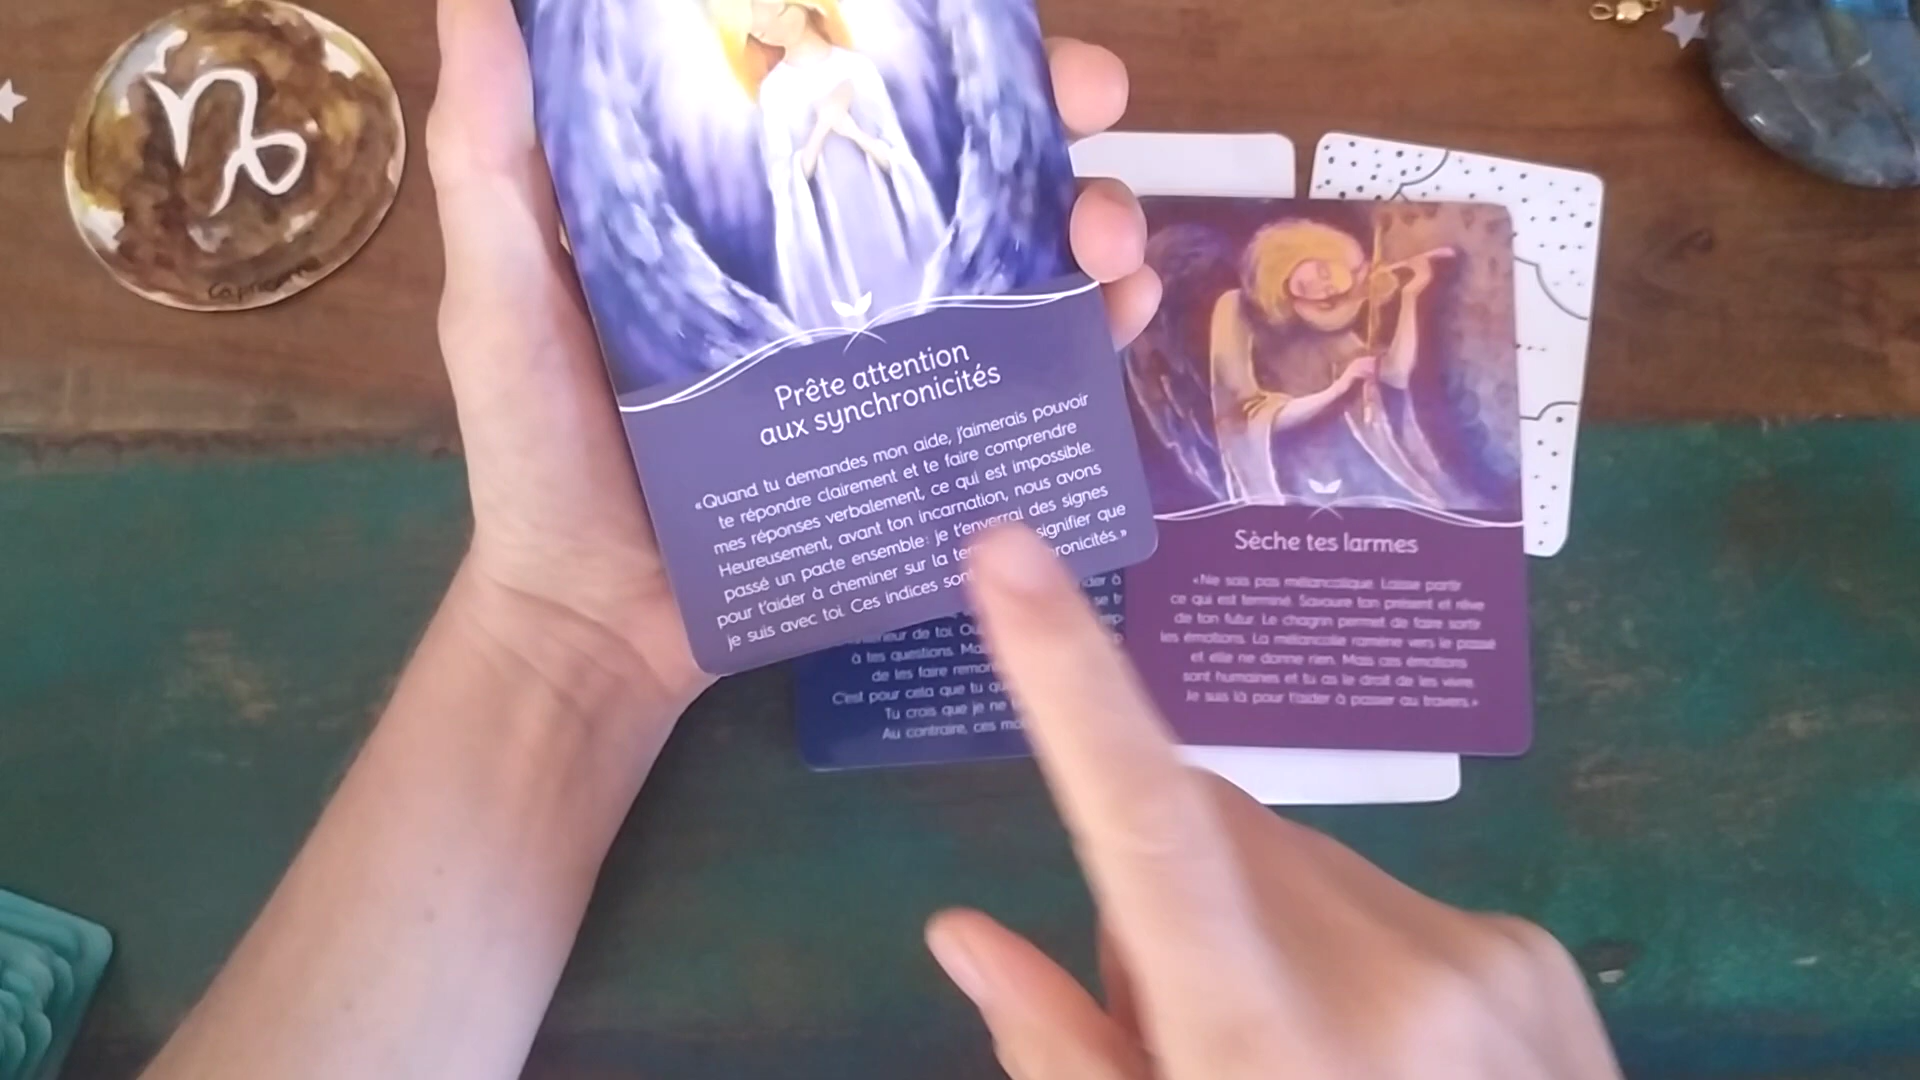 Capricorne
Prête attention
aux synchronicités
«Quand tu demandes mon aide, j'aimerais pouvoir
te répondre clairement et te faire comprendre
mes réponses verbalement, ce qui est impossible.
Heureusement, avant ton incarnation, nous avons
passé un pacte ensemble: je t'enverrai des signes
pour t'aider à cheminer sur la signifier que
je suis avec toi. Ces indices sont
de toi.
à tes questions.
de les faire
C'est pour cela que tu
Tu crois que je ne
Au contraire, ces
Sèche tes larmes
«Ne sois pas mélancolique. Laisse partir
ce qui est terminé. Savoure ton présent et rêve
de ton futur. Le chagrin permet de faire sortir
les émotions. La mélancolie ramène vers le passé
et elle ne donne rien. Mais ces émotions
sont humaines et tu as le droit de les vivre.
Je suis là pour t'aider à passer au travers.»